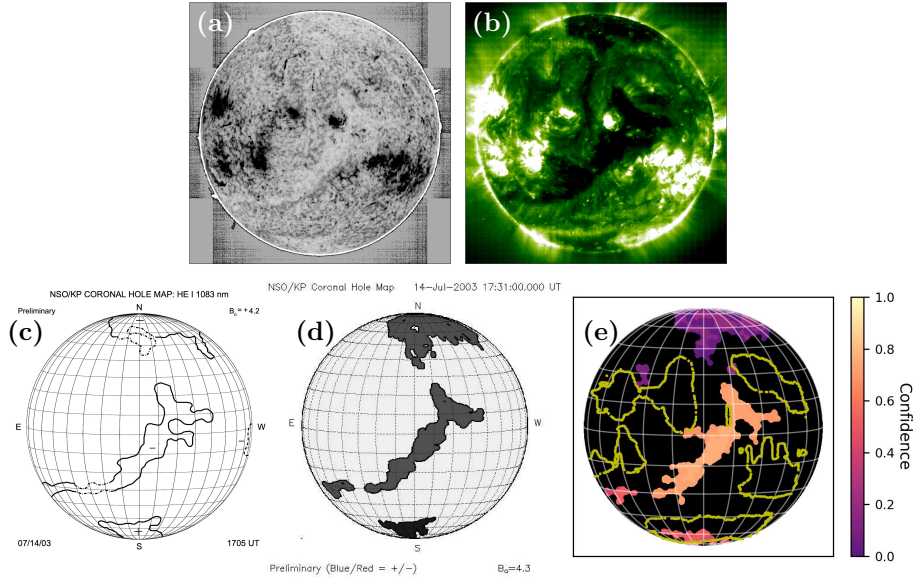 (a)
(b)
NSO/KP CORONAL HOLE MAP: HE I 1083 nm
Preliminary
B₀ = +4.2
(c)
N
E
W
S
+
07/14/03
1705 UT
NSO/KP Coronal Hole Map 14-Jul-2003 17:31:00.000 UT
(d)
N
E
W
S
Preliminary (Blue/Red = +/-)
B₀=4.3
(e)
1.0
0.8
0.6
0.4
0.2
0.0
Confidence